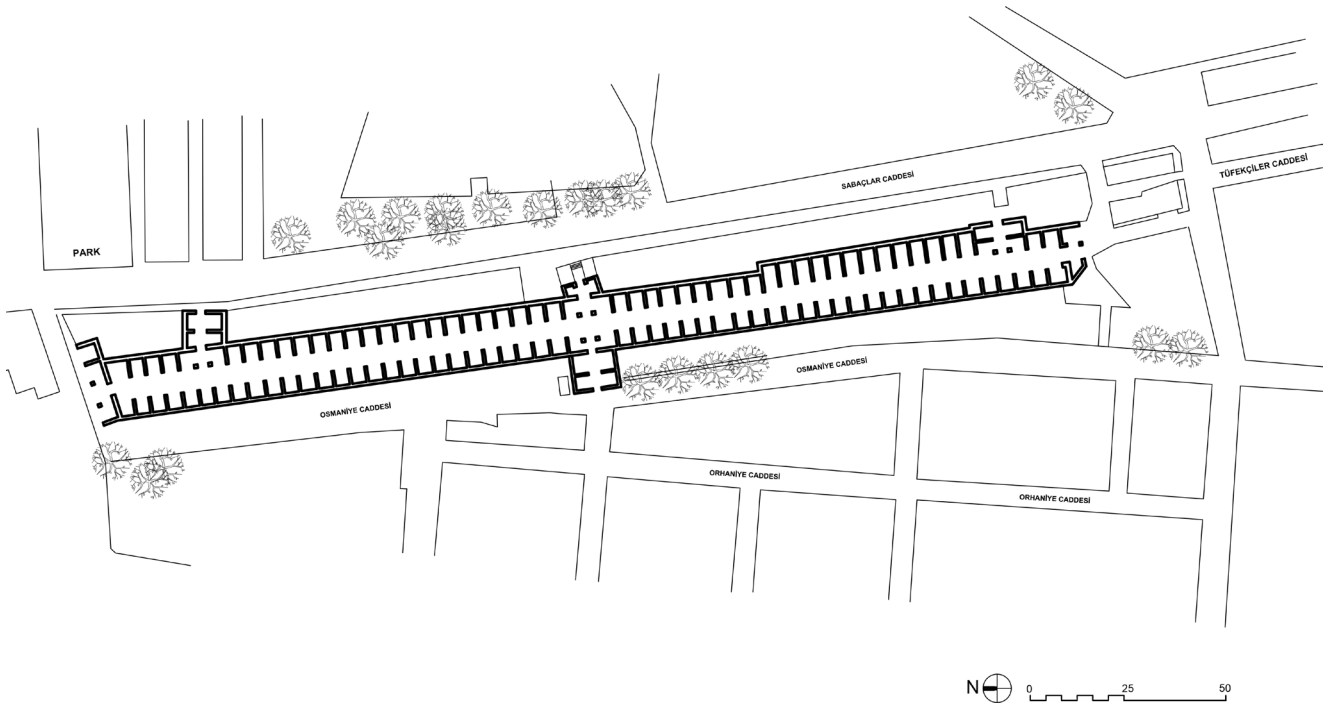 TÜFEKÇİLER CADDESİ
SABAÇLAR CADDESİ
PARK
OSMANİYE CADDESİ
OSMANİYE CADDESİ
ORHANİYE CADDESİ
ORHANİYE CADDESİ
N 0 25 50